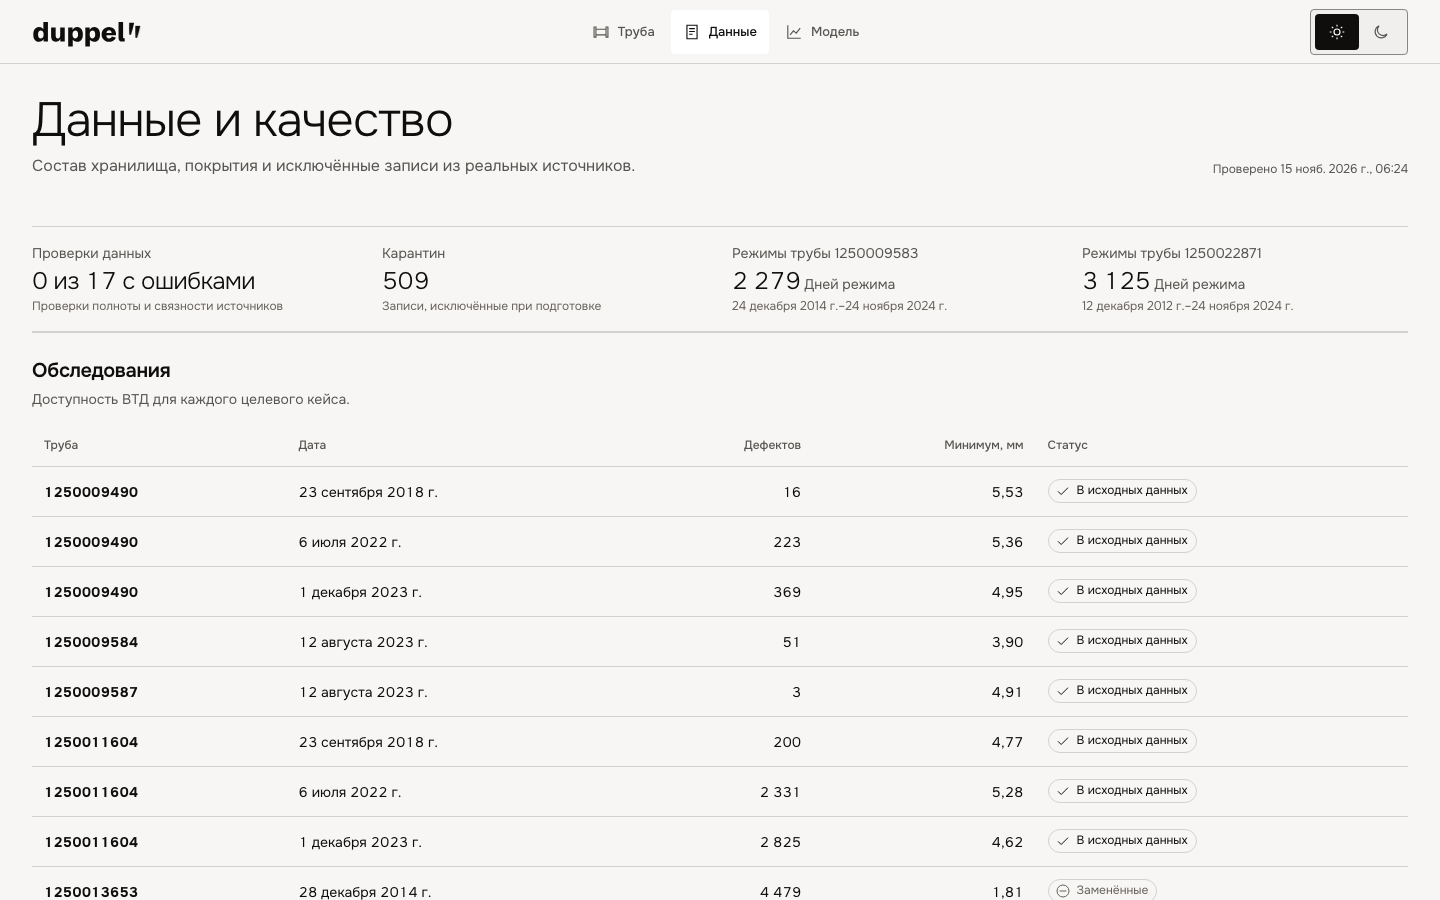 duppel
Труба
Данные
Модель
Данные и качество
Состав хранилища, покрытия и исключённые записи из реальных источников.
Проверено 15 нояб. 2026 г., 06:24
Проверки данных
0 из 17 с ошибками
Проверки полноты и связности источников
Карантин
509
Записи, исключённые при подготовке
Режимы трубы 1250009583
2 279 Дней режима
24 декабря 2014 г.–24 ноября 2024 г.
Режимы трубы 1250022871
3 125 Дней режима
12 декабря 2012 г.–24 ноября 2024 г.
Обследования
Доступность ВТД для каждого целевого кейса.
Труба Дата Дефектов Минимум, мм Статус
1250009490 23 сентября 2018 г. 16 5,53 В исходных данных
1250009490 6 июля 2022 г. 223 5,36 В исходных данных
1250009490 1 декабря 2023 г. 369 4,95 В исходных данных
1250009584 12 августа 2023 г. 51 3,90 В исходных данных
1250009587 12 августа 2023 г. 3 4,91 В исходных данных
1250011604 23 сентября 2018 г. 200 4,77 В исходных данных
1250011604 6 июля 2022 г. 2 331 5,28 В исходных данных
1250011604 1 декабря 2023 г. 2 825 4,62 В исходных данных
1250013653 28 декабря 2014 г. 4 479 1,81 Заменённые